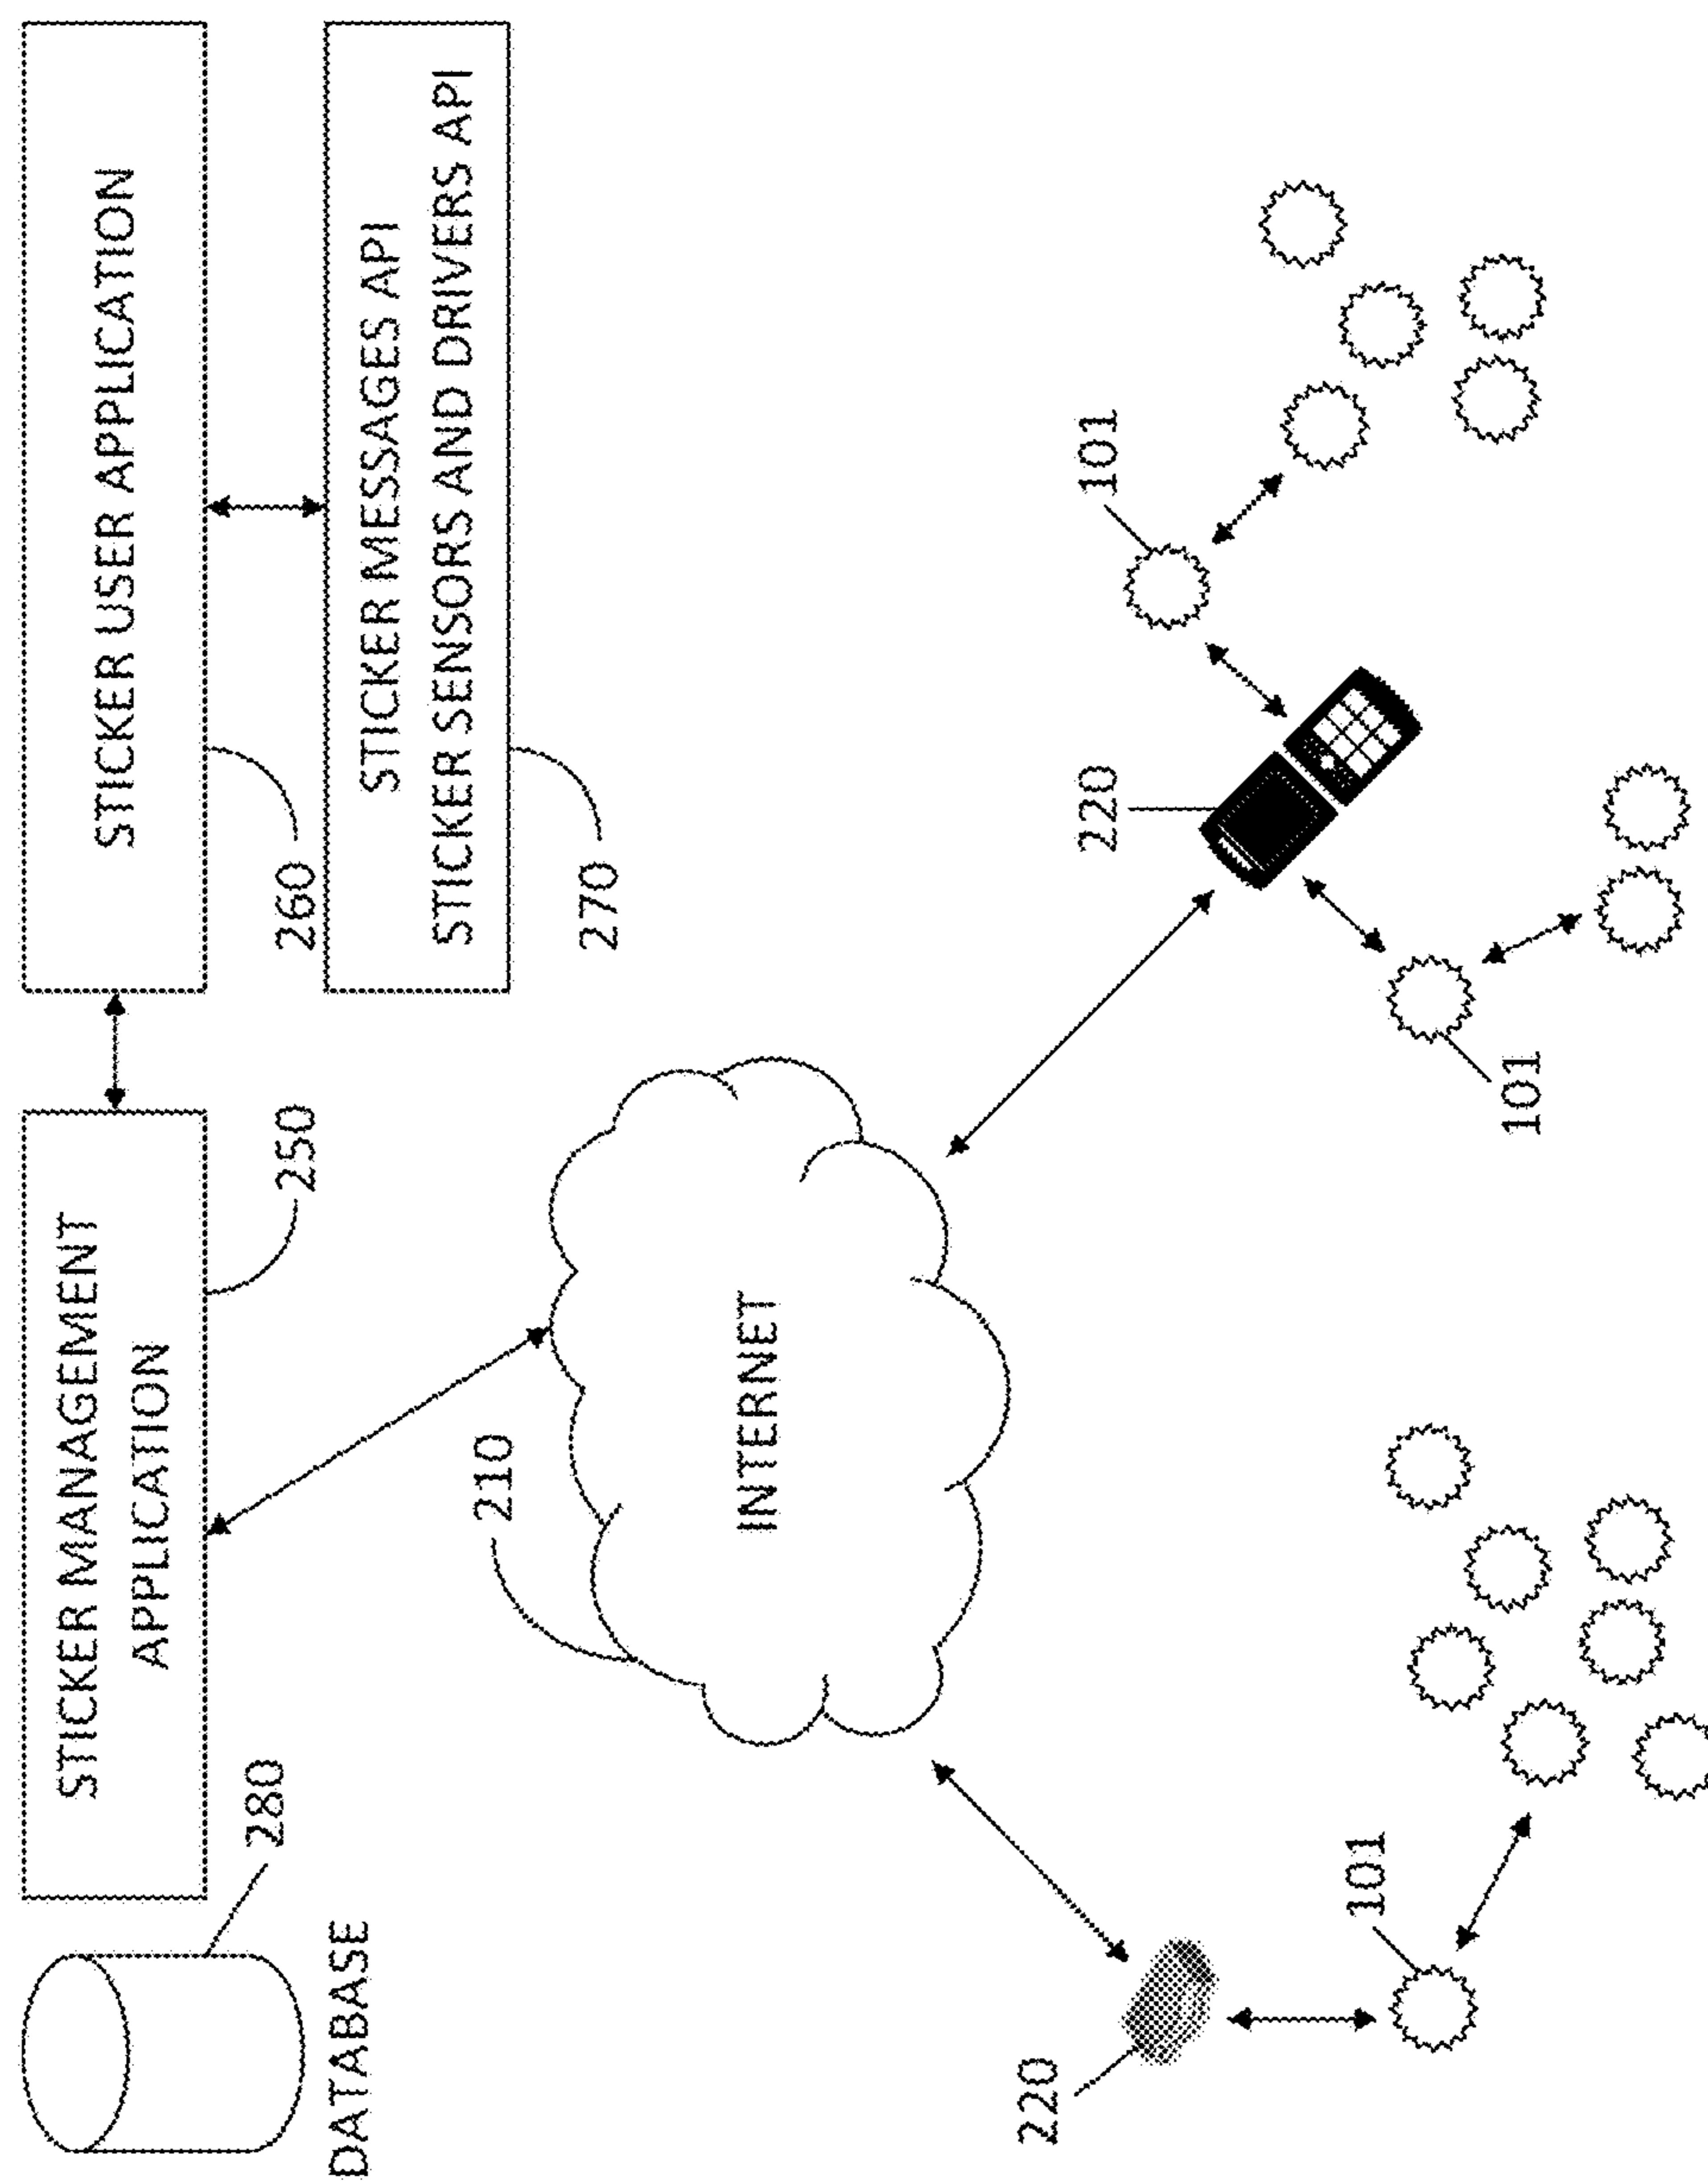 STICKER MANAGEMENT
APPLICATION
STICKER USER APPLICATION
280
250
260
DATABASE
STICKER MESSAGES API
STICKER SENSORS AND DRIVERS API
210
270
INTERNET
220
220
101
101
101